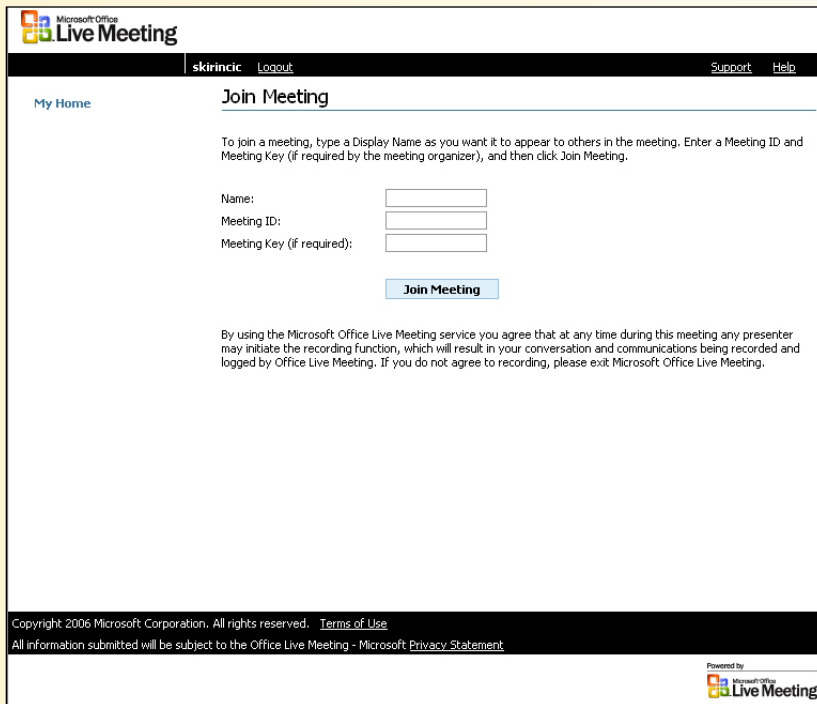 Microsoft Office
Live Meeting
skirincic Logout Support Help
My Home
Join Meeting
To join a meeting, type a Display Name as you want it to appear to others in the meeting. Enter a Meeting ID and
Meeting Key (if required by the meeting organizer), and then click Join Meeting.
Name:
Meeting ID:
Meeting Key (if required):
Join Meeting
By using the Microsoft Office Live Meeting service you agree that at any time during this meeting any presenter
may initiate the recording function, which will result in your conversation and communications being recorded and
logged by Office Live Meeting. If you do not agree to recording, please exit Microsoft Office Live Meeting.
Copyright 2006 Microsoft Corporation. All rights reserved. Terms of Use
All information submitted will be subject to the Office Live Meeting - Microsoft Privacy Statement
Powered by
Microsoft Office
Live Meeting